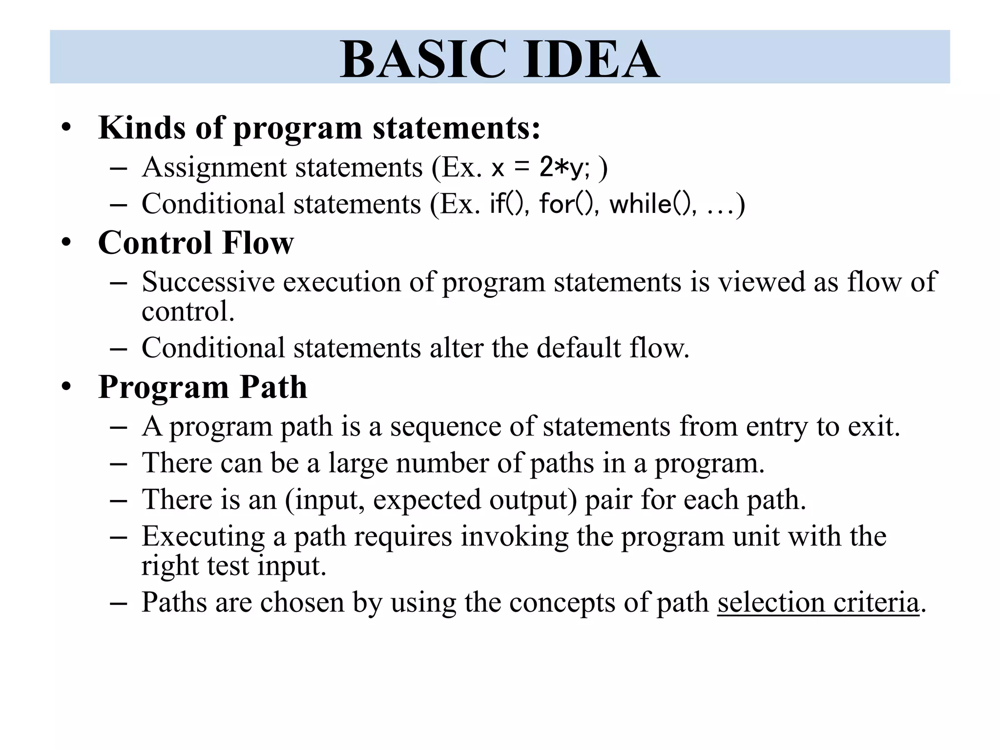 BASIC IDEA
• Kinds of program statements:
– Assignment statements (Ex. x = 2*y; )
– Conditional statements (Ex. if(), for(), while(), …)
• Control Flow
– Successive execution of program statements is viewed as flow of
control.
– Conditional statements alter the default flow.
• Program Path
– A program path is a sequence of statements from entry to exit.
– There can be a large number of paths in a program.
– There is an (input, expected output) pair for each path.
– Executing a path requires invoking the program unit with the
right test input.
– Paths are chosen by using the concepts of path selection criteria.